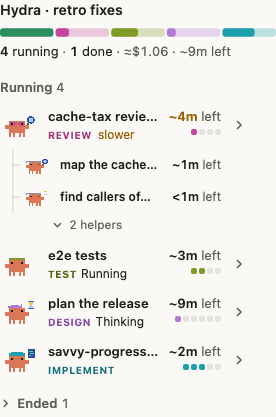 Hydra · retro fixes
4 running · 1 done · ≈$1.06 · ~9m left
Running 4
cache-tax revie... ~4m left
REVIEW slower
map the cache... ~1m left
find callers of... <1m left
2 helpers
e2e tests ~3m left
TEST Running
plan the release ~9m left
DESIGN Thinking
savvy-progress... ~2m left
IMPLEMENT
Ended 1